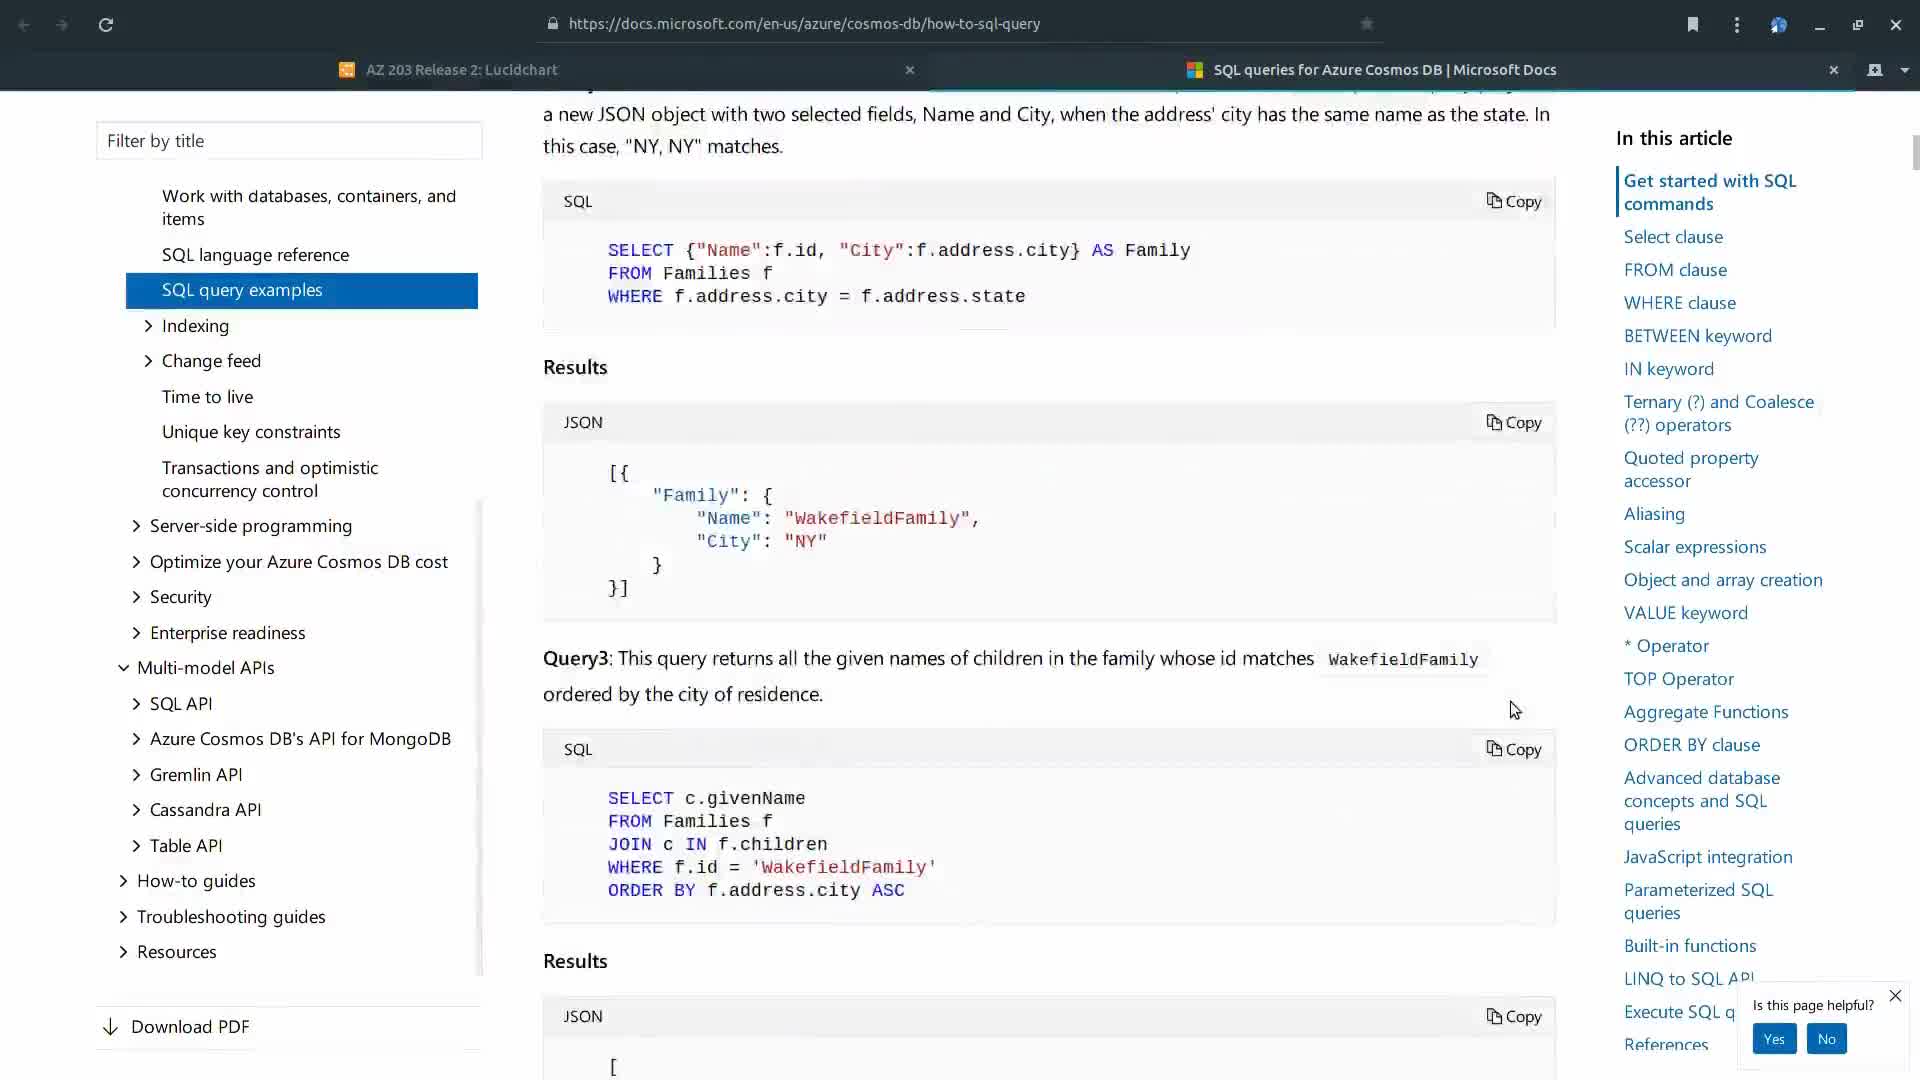 https://docs.microsoft.com/en-us/azure/cosmos-db/how-to-sql-query
AZ 203 Release 2: Lucidchart
SQL queries for Azure Cosmos DB | Microsoft Docs
Filter by title
Work with databases, containers, and
items
SQL language reference
SQL query examples
Indexing
Change feed
Time to live
Unique key constraints
Transactions and optimistic
concurrency control
Server-side programming
Optimize your Azure Cosmos DB cost
Security
Enterprise readiness
Multi-model APIs
SQL API
Azure Cosmos DB's API for MongoDB
Gremlin API
Cassandra API
Table API
How-to guides
Troubleshooting guides
Resources
Download PDF
a new JSON object with two selected fields, Name and City, when the address' city has the same name as the state. In
this case, "NY, NY" matches.
SQL
Copy
SELECT {"Name":f.id, "City":f.address.city} AS Family
FROM Families f
WHERE f.address.city = f.address.state
Results
JSON
Copy
[{
"Family": {
"Name": "WakefieldFamily",
"City": "NY"
}
}]
Query3: This query returns all the given names of children in the family whose id matches WakefieldFamily
ordered by the city of residence.
SQL
Copy
SELECT c.givenName
FROM Families f
JOIN c IN f.children
WHERE f.id = 'WakefieldFamily'
ORDER BY f.address.city ASC
Results
JSON
Copy
[
In this article
Get started with SQL
commands
Select clause
FROM clause
WHERE clause
BETWEEN keyword
IN keyword
Ternary (?) and Coalesce
(??) operators
Quoted property
accessor
Aliasing
Scalar expressions
Object and array creation
VALUE keyword
* Operator
TOP Operator
Aggregate Functions
ORDER BY clause
Advanced database
concepts and SQL
queries
JavaScript integration
Parameterized SQL
queries
Built-in functions
LINQ to SQL API
Execute SQL q
References
Is this page helpful?
Yes
No